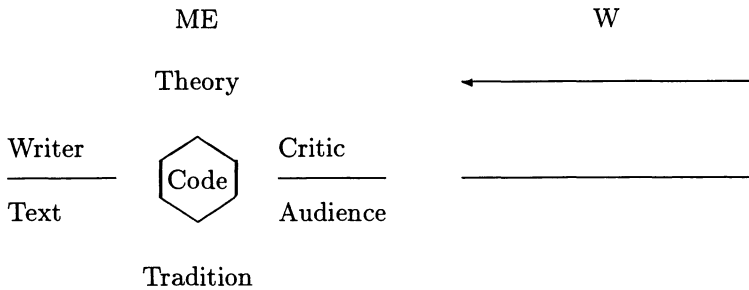 ME W
Theory
Writer Critic
Code
Text Audience
Tradition